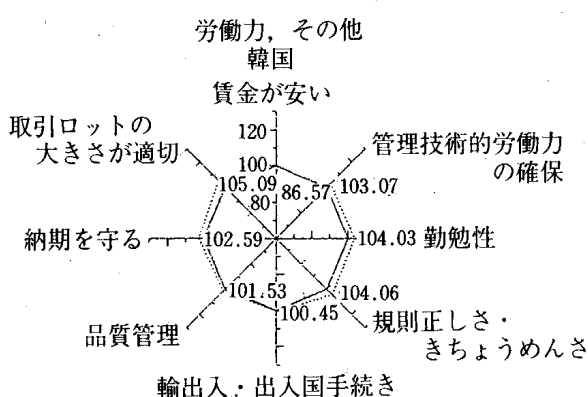 労働力，その他
韓国
賃金が安い
取引ロットの
大きさが適切
管理技術的労働力
の確保
120
100
80
105.09
86.57
103.07
納期を守る
102.59
104.03
勤勉性
101.53
100.45
104.06
品質管理
規則正しさ・
きちょうめんさ
輸出入・出入国手続き